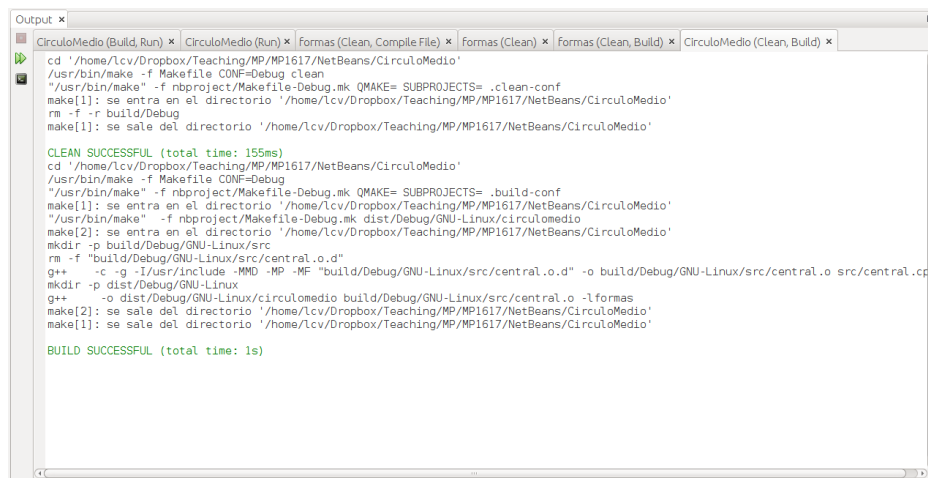 Output ×
CirculoMedio (Build, Run) × CirculoMedio (Run) × formas (Clean, Compile File) × formas (Clean) × formas (Clean, Build) × CirculoMedio (Clean, Build) ×
cd '/home/lcv/Dropbox/Teaching/MP/MP1617/NetBeans/CirculoMedio'
/usr/bin/make -f Makefile CONF=Debug clean
"/usr/bin/make" -f nbproject/Makefile-Debug.mk QMAKE= SUBPROJECTS= .clean-conf
make[1]: se entra en el directorio '/home/lcv/Dropbox/Teaching/MP/MP1617/NetBeans/CirculoMedio'
rm -f -r build/Debug
make[1]: se sale del directorio '/home/lcv/Dropbox/Teaching/MP/MP1617/NetBeans/CirculoMedio'
CLEAN SUCCESSFUL (total time: 155ms)
cd '/home/lcv/Dropbox/Teaching/MP/MP1617/NetBeans/CirculoMedio'
/usr/bin/make -f Makefile CONF=Debug
"/usr/bin/make" -f nbproject/Makefile-Debug.mk QMAKE= SUBPROJECTS= .build-conf
make[1]: se entra en el directorio '/home/lcv/Dropbox/Teaching/MP/MP1617/NetBeans/CirculoMedio'
"/usr/bin/make"  -f nbproject/Makefile-Debug.mk dist/Debug/GNU-Linux/circulomedio
make[2]: se entra en el directorio '/home/lcv/Dropbox/Teaching/MP/MP1617/NetBeans/CirculoMedio'
mkdir -p build/Debug/GNU-Linux/src
rm -f "build/Debug/GNU-Linux/src/central.o.d"
g++    -c -g -I/usr/include -MMD -MP -MF "build/Debug/GNU-Linux/src/central.o.d" -o build/Debug/GNU-Linux/src/central.o src/central.cp
mkdir -p dist/Debug/GNU-Linux
g++     -o dist/Debug/GNU-Linux/circulomedio build/Debug/GNU-Linux/src/central.o -lformas
make[2]: se sale del directorio '/home/lcv/Dropbox/Teaching/MP/MP1617/NetBeans/CirculoMedio'
make[1]: se sale del directorio '/home/lcv/Dropbox/Teaching/MP/MP1617/NetBeans/CirculoMedio'
BUILD SUCCESSFUL (total time: 1s)